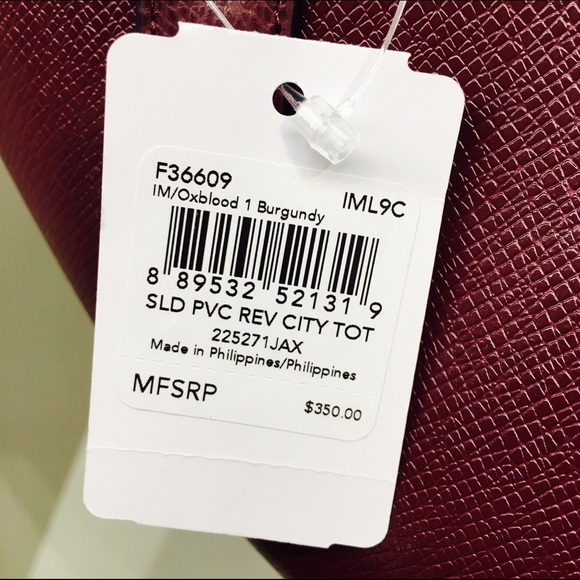 F36609 IML9C
IM/Oxblood 1 Burgundy
8 89532 52131 9
SLD PVC REV CITY TOT
225271JAX
Made in Philippines/Philippines
MFSRP $350.00